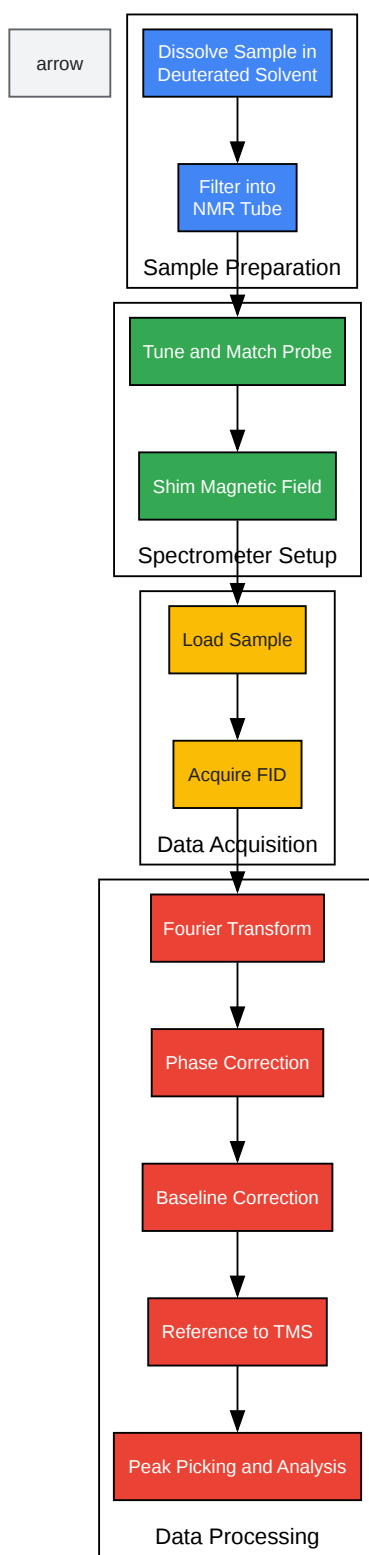 arrow
Dissolve Sample in
Deuterated Solvent
Filter into
NMR Tube
Sample Preparation
Tune and Match Probe
Shim Magnetic Field
Spectrometer Setup
Load Sample
Acquire FID
Data Acquisition
Fourier Transform
Phase Correction
Baseline Correction
Reference to TMS
Peak Picking and Analysis
Data Processing